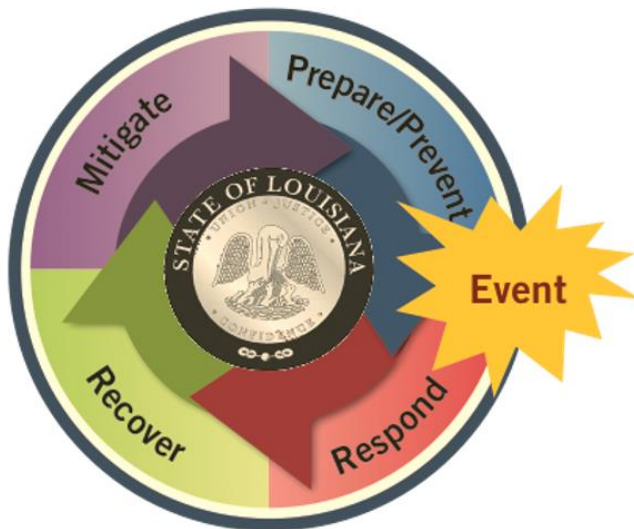 Mitigate
Prepare/Prevent
STATE OF LOUISIANA
UNION · JUSTICE
CONFIDENCE
Event
Recover
Respond